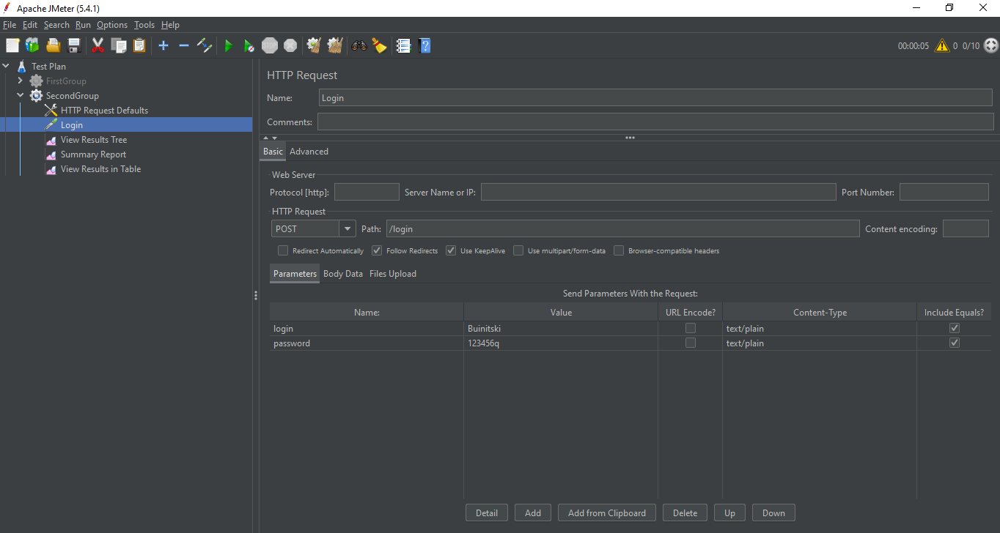 Apache JMeter (5.4.1)
File Edit Search Run Options Tools Help
STOP 00:00:05 0 0/10
Test Plan
FirstGroup
SecondGroup
HTTP Request Defaults
Login
View Results Tree
Summary Report
View Results in Table
HTTP Request
Name: Login
Comments:
Basic Advanced
Web Server
Protocol [http]: Server Name or IP: Port Number:
HTTP Request
POST Path: /login Content encoding:
Redirect Automatically Follow Redirects Use KeepAlive Use multipart/form-data Browser-compatible headers
Parameters Body Data Files Upload
Send Parameters With the Request:
Name: Value URL Encode? Content-Type Include Equals?
login Buinitski text/plain
password 123456q text/plain
Detail Add Add from Clipboard Delete Up Down